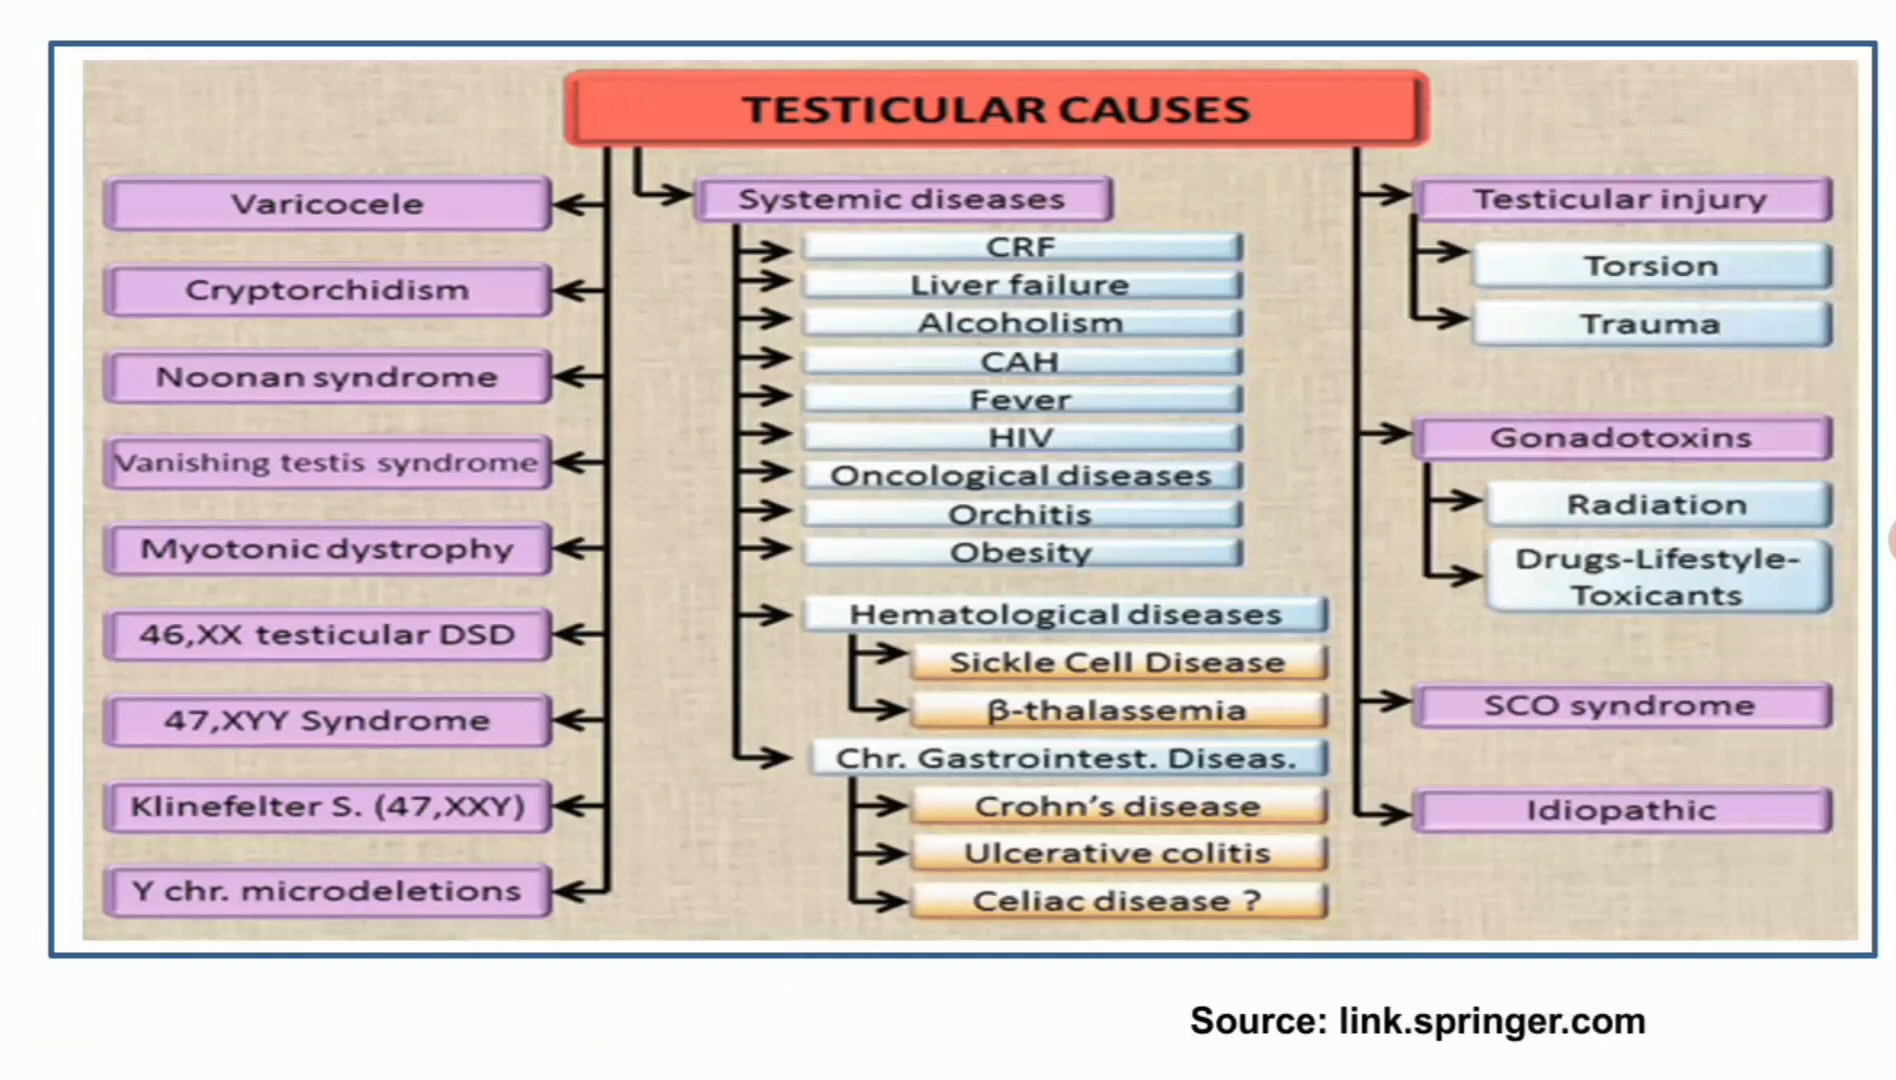 TESTICULAR CAUSES
Varicocele
Cryptorchidism
Noonan syndrome
Vanishing testis syndrome
Myotonic dystrophy
46,XX testicular DSD
47,XYY Syndrome
Klinefelter S. (47,XXY)
Y chr. microdeletions
Systemic diseases
CRF
Liver failure
Alcoholism
CAH
Fever
HIV
Oncological diseases
Orchitis
Obesity
Hematological diseases
Sickle Cell Disease
β-thalassemia
Chr. Gastrointest. Diseas.
Crohn’s disease
Ulcerative colitis
Celiac disease ?
Testicular injury
Torsion
Trauma
Gonadotoxins
Radiation
Drugs-Lifestyle-
Toxicants
SCO syndrome
Idiopathic
Source: link.springer.com